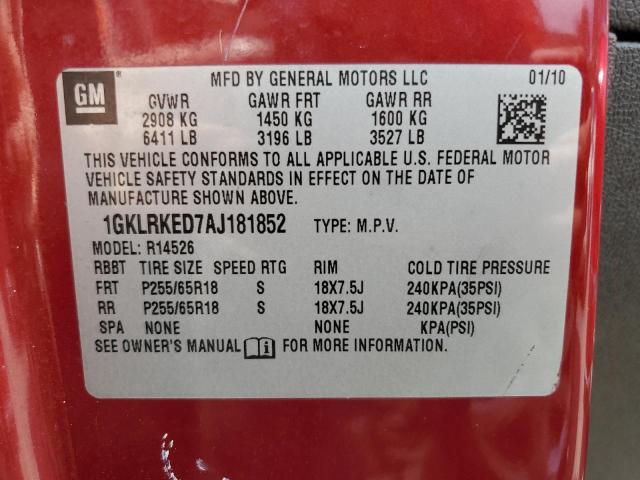 GM MFD BY GENERAL MOTORS LLC 01/10
GVWR GAWR FRT GAWR RR
2908 KG 1450 KG 1600 KG
6411 LB 3196 LB 3527 LB
THIS VEHICLE CONFORMS TO ALL APPLICABLE U.S. FEDERAL MOTOR
VEHICLE SAFETY STANDARDS IN EFFECT ON THE DATE OF
MANUFACTURE SHOWN ABOVE.
1GKLRKED7AJ181852 TYPE: M.P.V.
MODEL: R14526
RBBT TIRE SIZE SPEED RTG RIM COLD TIRE PRESSURE
FRT P255/65R18 S 18X7.5J 240KPA(35PSI)
RR P255/65R18 S 18X7.5J 240KPA(35PSI)
SPA NONE NONE KPA(PSI)
SEE OWNER'S MANUAL FOR MORE INFORMATION.